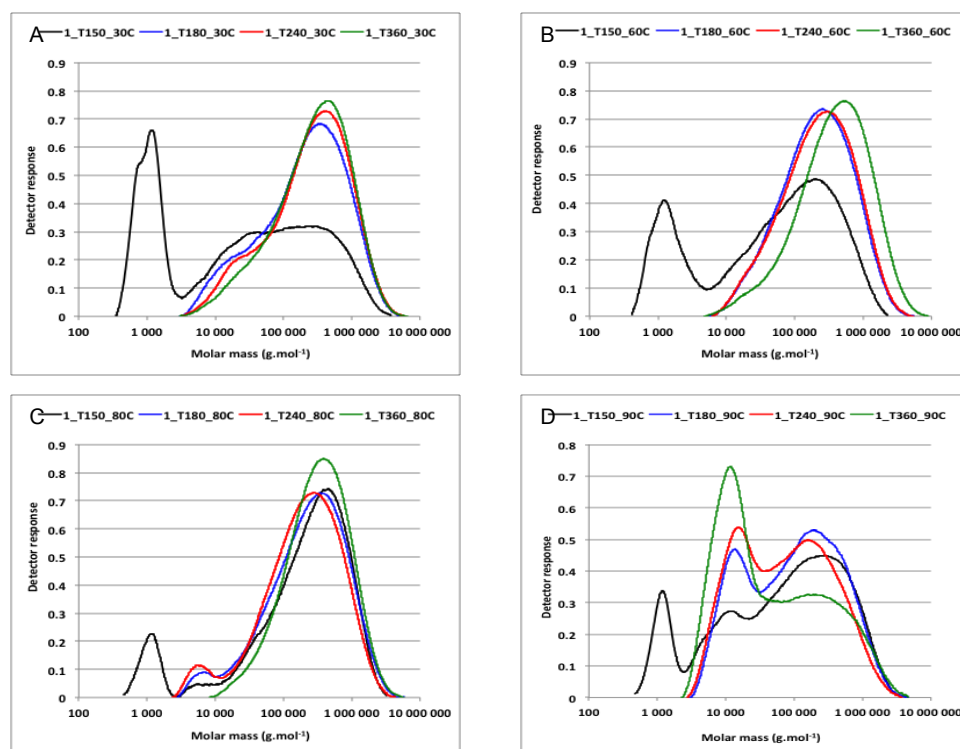 A
1_T150_30C 1_T180_30C 1_T240_30C 1_T360_30C
0.9
0.8
0.7
0.6
0.5
0.4
0.3
0.2
0.1
0
Detector response
100 1 000 10 000 100 000 1 000 000 10 000 000
Molar mass (g.mol⁻¹)
B
1_T150_60C 1_T180_60C 1_T240_60C 1_T360_60C
0.9
0.8
0.7
0.6
0.5
0.4
0.3
0.2
0.1
0
Detector response
100 1 000 10 000 100 000 1 000 000 10 000 000
Molar mass (g.mol⁻¹)
C
1_T150_80C 1_T180_80C 1_T240_80C 1_T360_80C
0.9
0.8
0.7
0.6
0.5
0.4
0.3
0.2
0.1
0
Detector response
100 1 000 10 000 100 000 1 000 000 10 000 000
Molar mass (g.mol⁻¹)
D
1_T150_90C 1_T180_90C 1_T240_90C 1_T360_90C
0.8
0.7
0.6
0.5
0.4
0.3
0.2
0.1
0
Detector response
100 1 000 10 000 100 000 1 000 000 10 000 000
Molar mass (g.mol⁻¹)